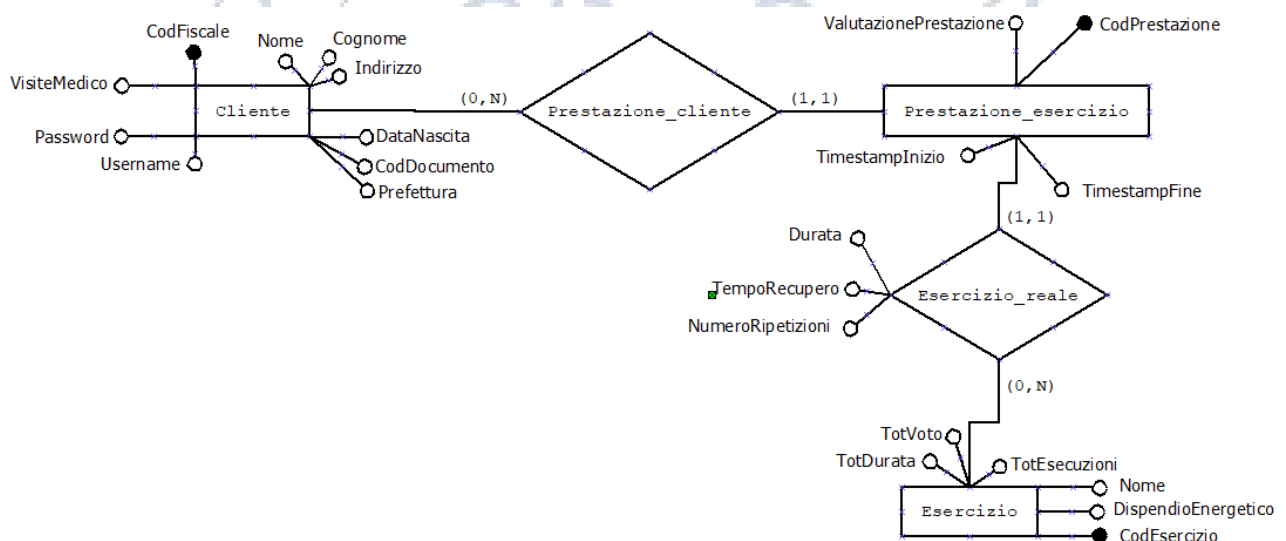 ValutazionePrestazione
CodPrestazione
CodFiscale
Nome
Cognome
Indirizzo
VisiteMedico
Cliente
(0,N)
Prestazione_cliente
(1,1)
Prestazione_esercizio
Password
Username
DataNascita
CodDocumento
Prefettura
TimestampInizio
TimestampFine
(1,1)
Durata
TempoRecupero
Esercizio_reale
NumeroRipetizioni
(0,N)
TotVoto
TotDurata
TotEsecuzioni
Nome
Esercizio
DispendioEnergetico
CodEsercizio